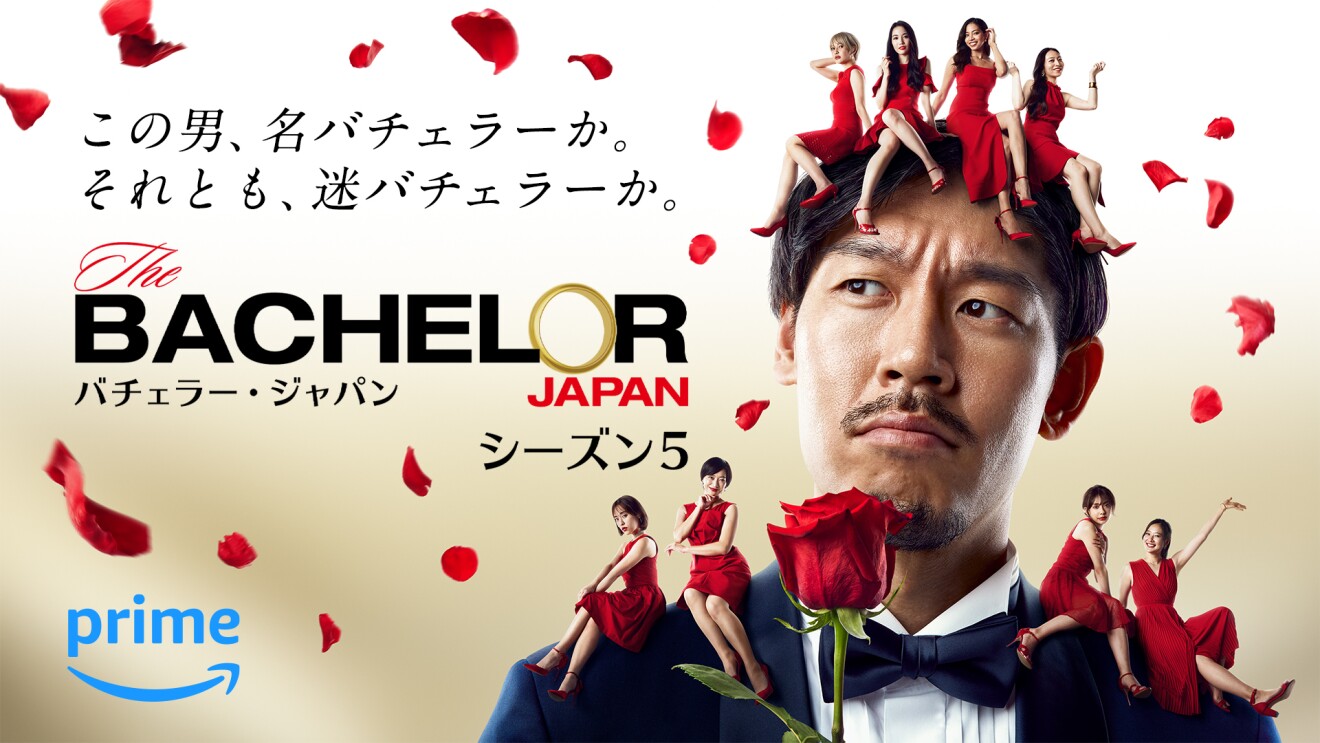 この男、名バチェラーか。
それとも、迷バチェラーか。
The
BACHELOR
JAPAN
バチェラー・ジャパン
シーズン5
prime